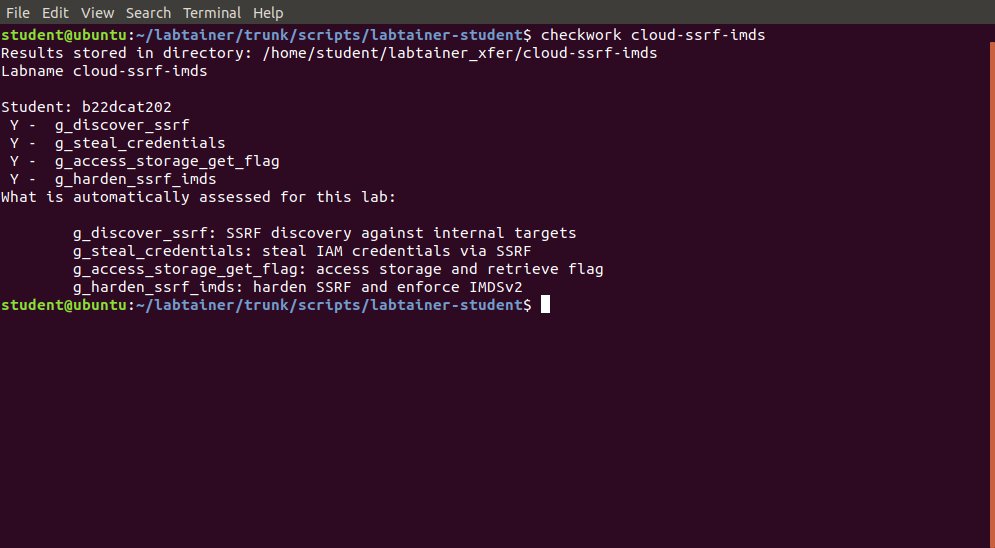 File Edit View Search Terminal Help
student@ubuntu:~/labtainer/trunk/scripts/labtainer-student$ checkwork cloud-ssrf-imds
Results stored in directory: /home/student/labtainer_xfer/cloud-ssrf-imds
Labname cloud-ssrf-imds
Student: b22dcat202
Y - g_discover_ssrf
Y - g_steal_credentials
Y - g_access_storage_get_flag
Y - g_harden_ssrf_imds
What is automatically assessed for this lab:
g_discover_ssrf: SSRF discovery against internal targets
g_steal_credentials: steal IAM credentials via SSRF
g_access_storage_get_flag: access storage and retrieve flag
g_harden_ssrf_imds: harden SSRF and enforce IMDSv2
student@ubuntu:~/labtainer/trunk/scripts/labtainer-student$